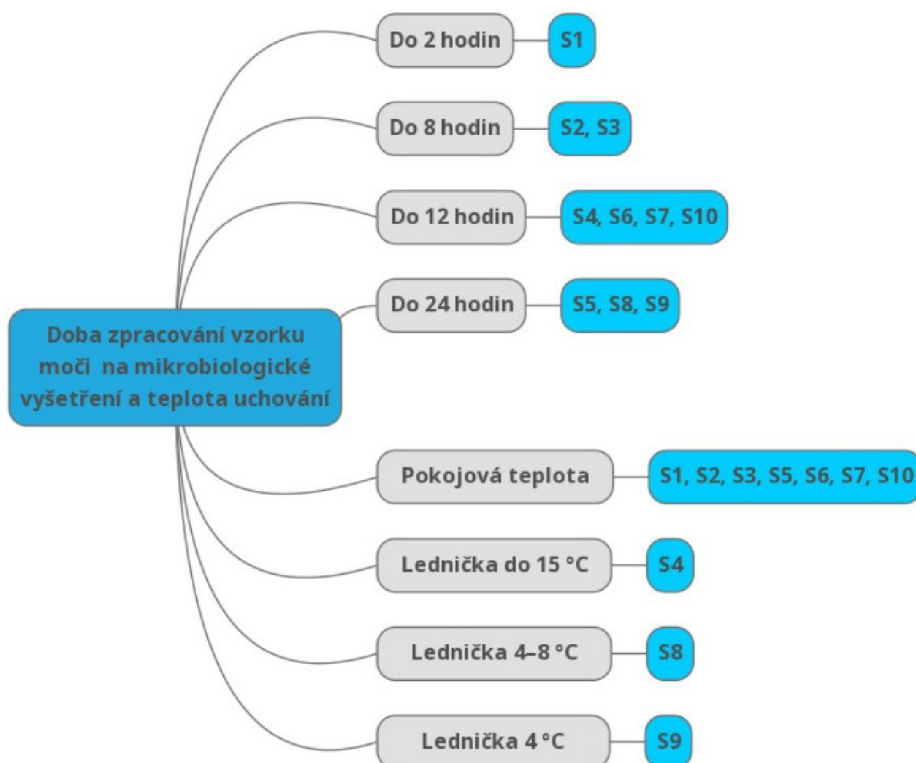 Do 2 hodin
S1
Do 8 hodin
S2, S3
Do 12 hodin
S4, S6, S7, S10
Do 24 hodin
S5, S8, S9
Doba zpracování vzorku
moči na mikrobiologické
vyšetření a teplota uchování
Pokojová teplota
S1, S2, S3, S5, S6, S7, S10
Lednička do 15 °C
S4
Lednička 4–8 °C
S8
Lednička 4 °C
S9